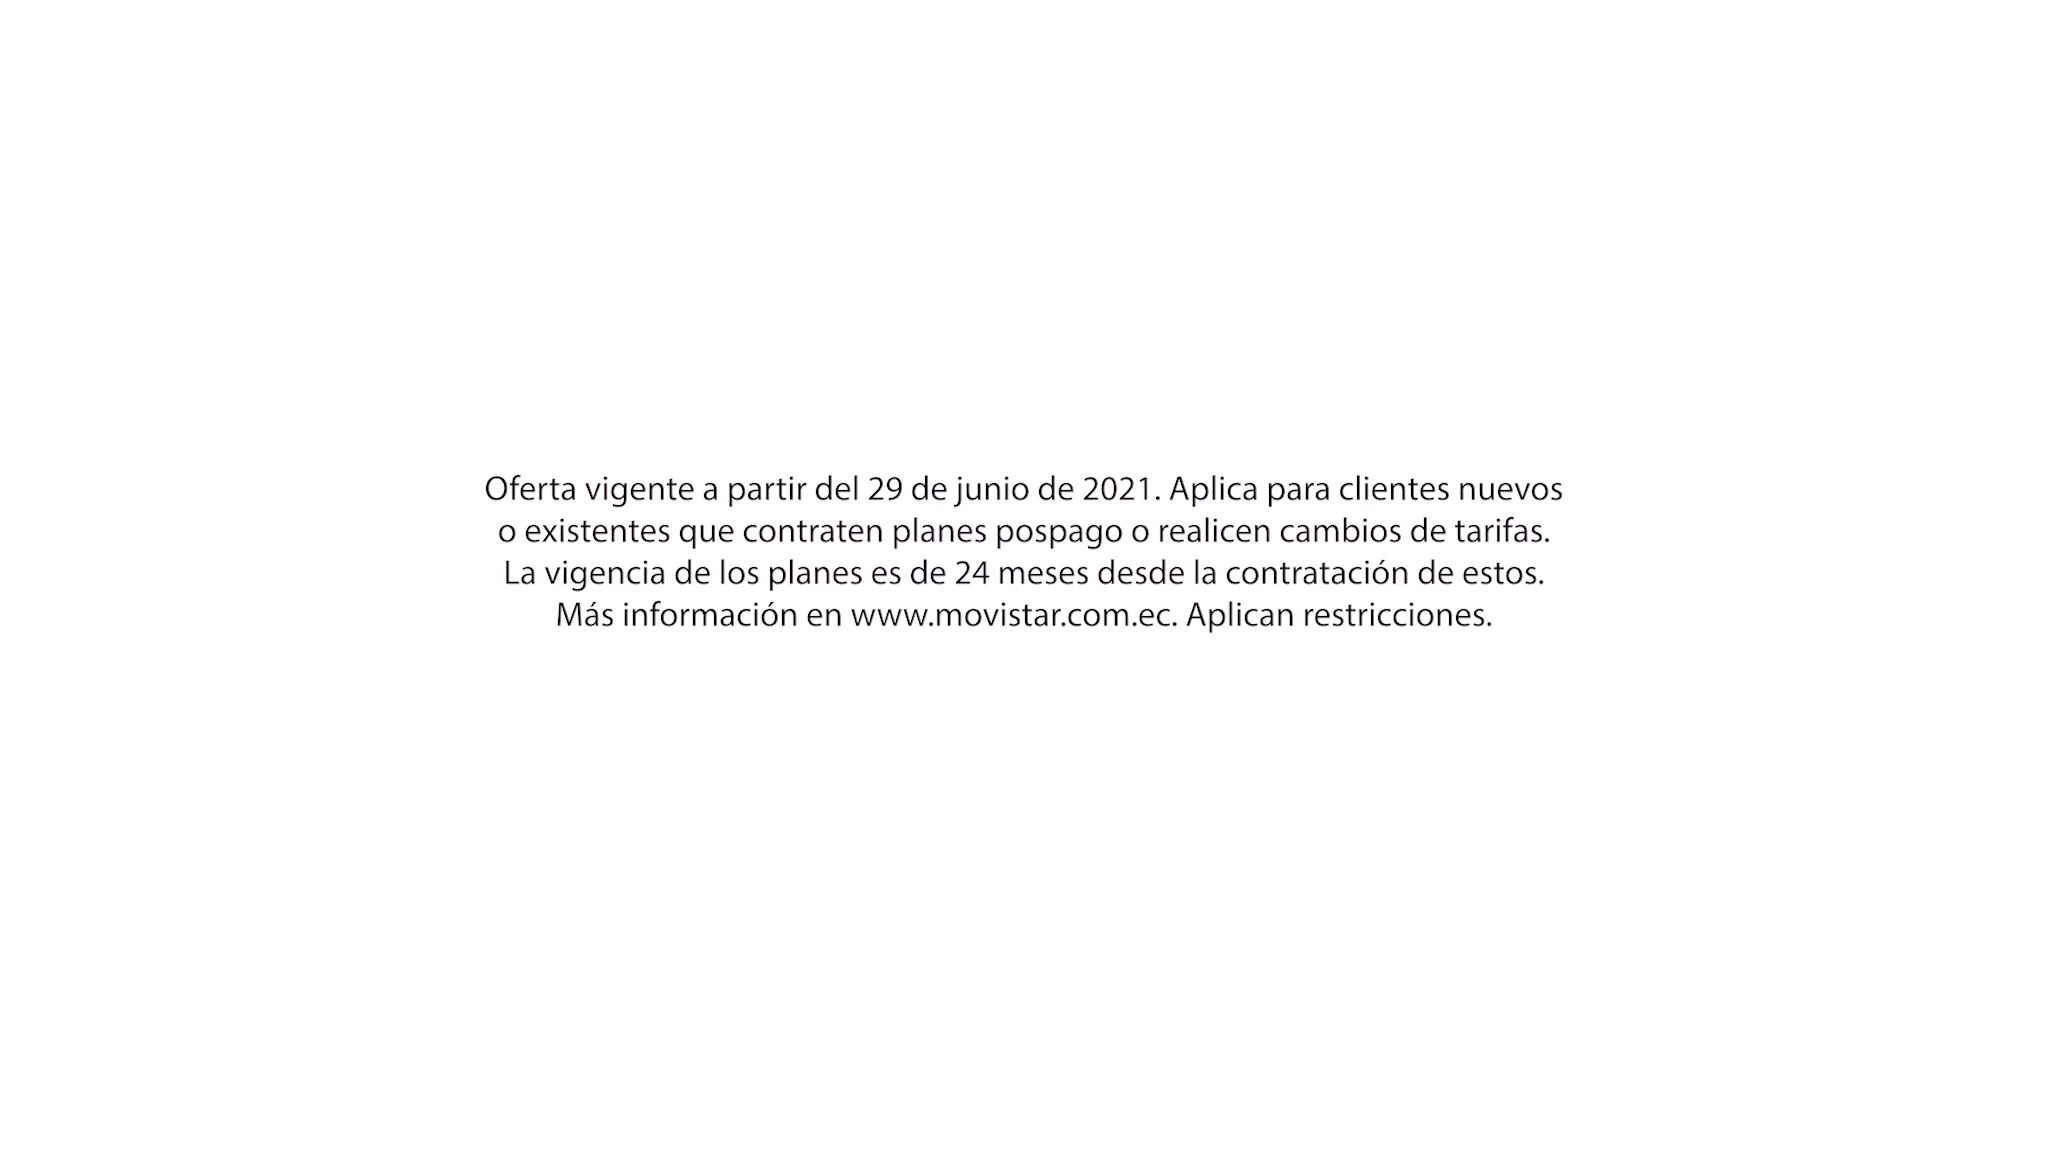 Oferta vigente a partir del 29 de junio de 2021. Aplica para clientes nuevos
o existentes que contraten planes pospago o realicen cambios de tarifas.
La vigencia de los planes es de 24 meses desde la contratación de estos.
Más información en www.movistar.com.ec. Aplican restricciones.